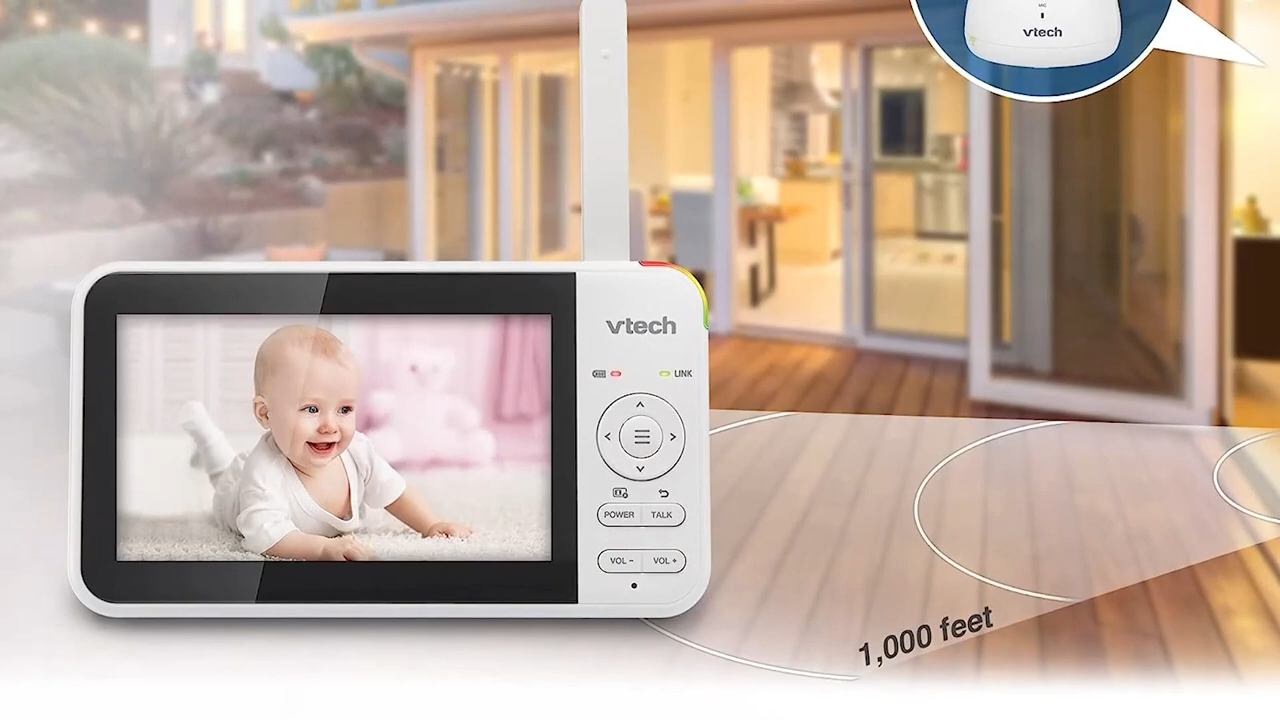 MIC
vtech
vtech
LINK
POWER TALK
VOL - VOL +
1,000 feet